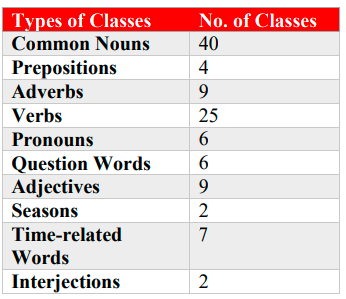 Types of Classes No. of Classes
Common Nouns 40
Prepositions 4
Adverbs 9
Verbs 25
Pronouns 6
Question Words 6
Adjectives 9
Seasons 2
Time-related 7
Words
Interjections 2